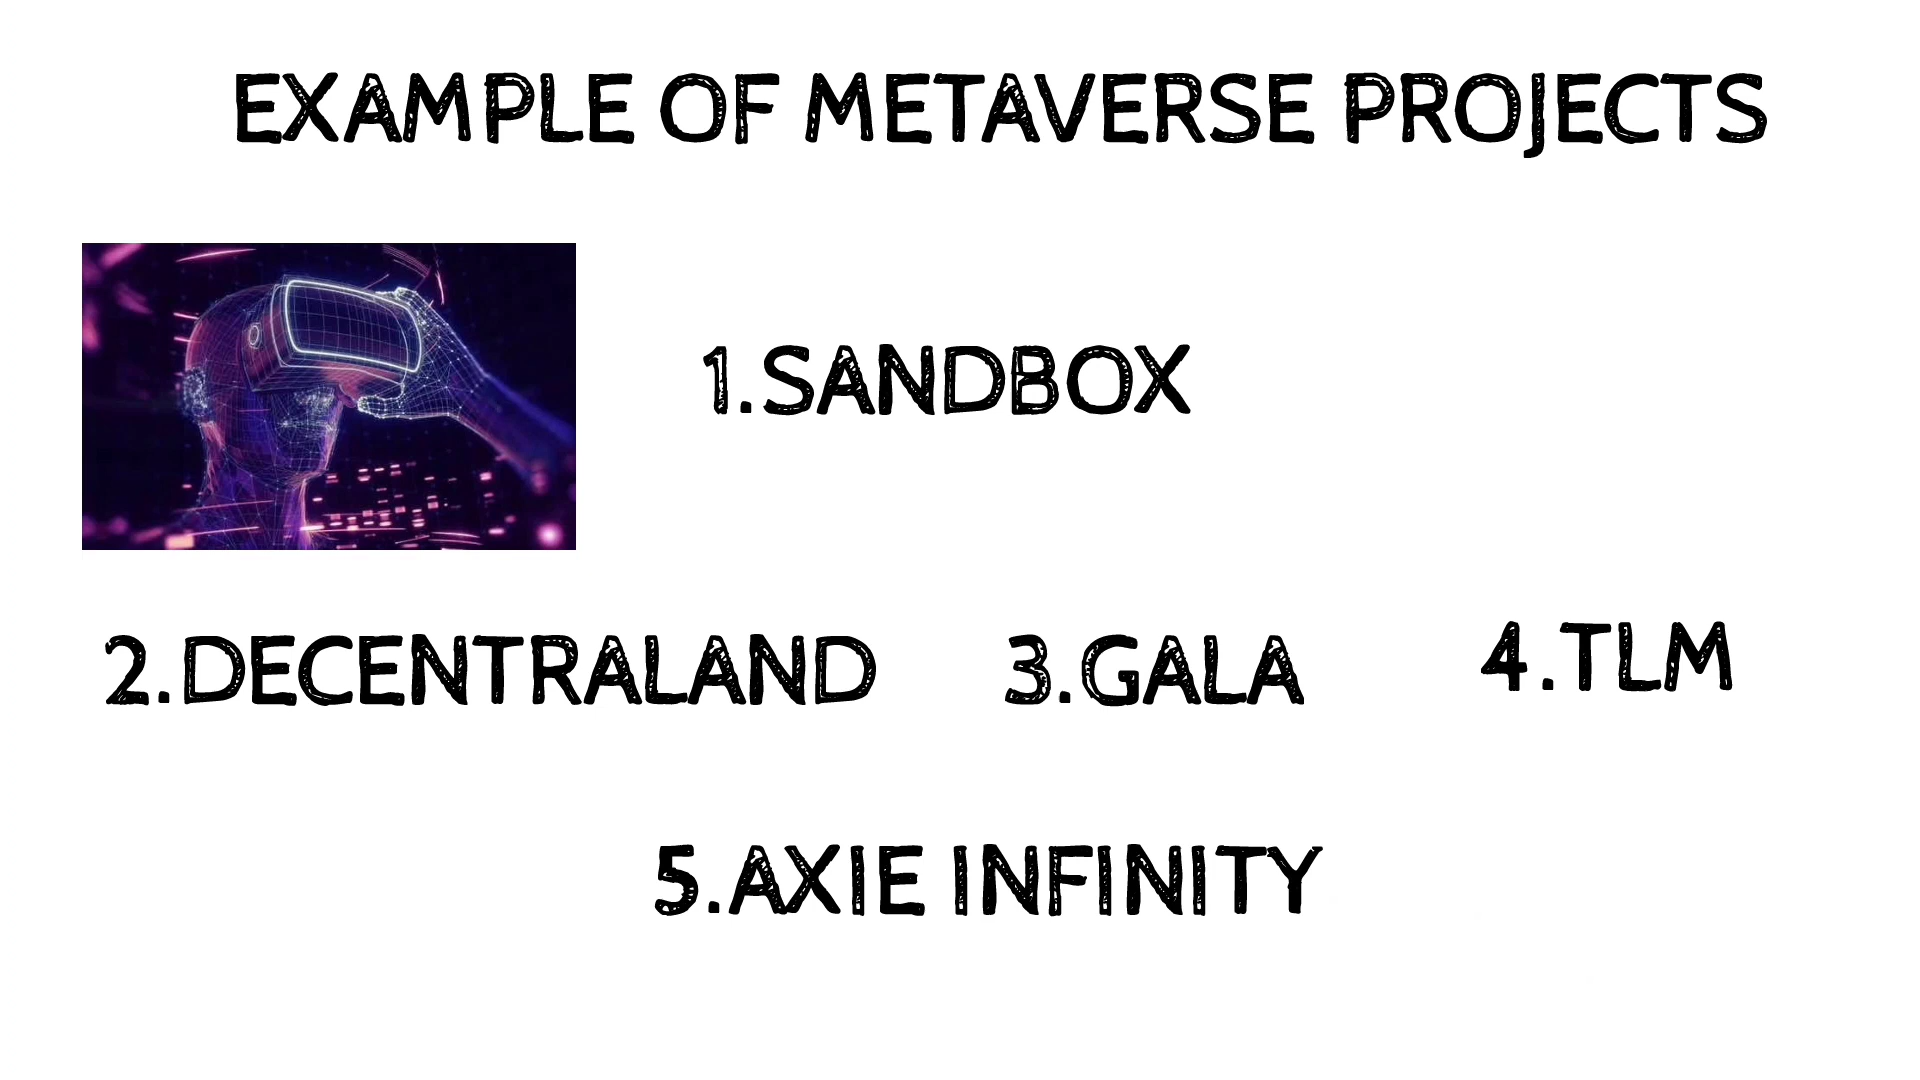 EXAMPLE OF METAVERSE PROJECTS
1.SANDBOX
2.DECENTRALAND
3.GALA
4.TLM
5.AXIE INFINITY